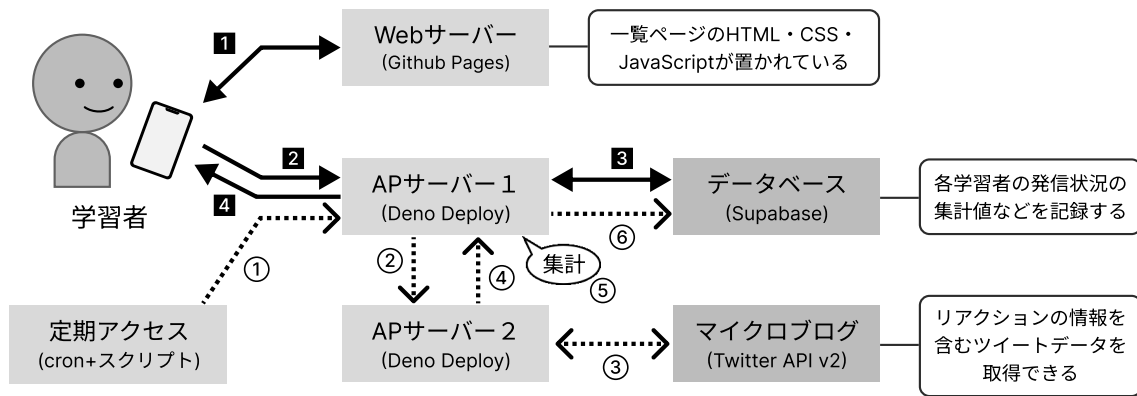 1
Webサーバー
(Github Pages)
一覧ページのHTML・CSS・
JavaScriptが置かれている
2
3
4
APサーバー１
(Deno Deploy)
データベース
(Supabase)
各学習者の発信状況の
集計値などを記録する
学習者
①
②
④
集計
⑤
⑥
定期アクセス
(cron+スクリプト)
APサーバー２
(Deno Deploy)
③
マイクロブログ
(Twitter API v2)
リアクションの情報を
含むツイートデータを
取得できる